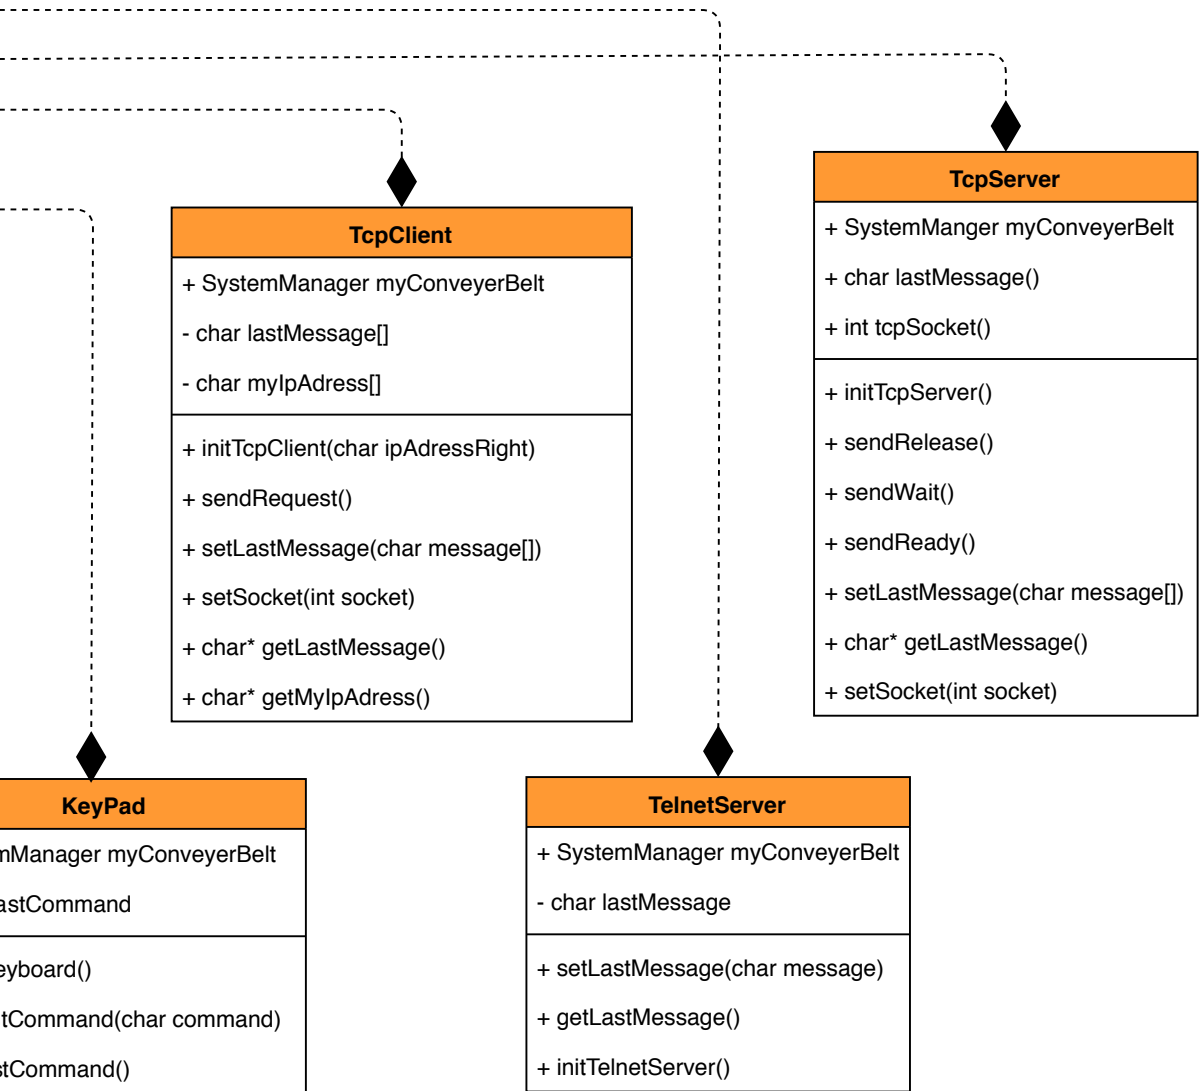 TcpServer
+ SystemManger myConveyerBelt
+ char lastMessage()
+ int tcpSocket()
+ initTcpServer()
+ sendRelease()
+ sendWait()
+ sendReady()
+ setLastMessage(char message[])
+ char* getLastMessage()
+ setSocket(int socket)
TcpClient
+ SystemManager myConveyerBelt
- char lastMessage[]
- char myIpAdress[]
+ initTcpClient(char ipAdressRight)
+ sendRequest()
+ setLastMessage(char message[])
+ setSocket(int socket)
+ char* getLastMessage()
+ char* getMyIpAdress()
KeyPad
mManager myConveyerBelt
astCommand
eyboard()
tCommand(char command)
stCommand()
TelnetServer
+ SystemManager myConveyerBelt
- char lastMessage
+ setLastMessage(char message)
+ getLastMessage()
+ initTelnetServer()